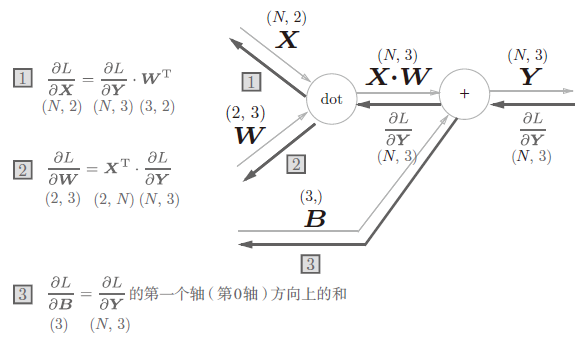 1 ∂L/∂X = ∂L/∂Y · W^T
(N, 2) (N, 3) (3, 2)
2 ∂L/∂W = X^T · ∂L/∂Y
(2, 3) (2, N) (N, 3)
3 ∂L/∂B = ∂L/∂Y 的第一个轴(第0轴)方向上的和
(3) (N, 3)
(N, 2)
X
1
(2, 3)
W
2
dot
(N, 3)
X·W
∂L/∂Y
(N, 3)
+
(N, 3)
Y
∂L/∂Y
(N, 3)
(3,)
B
3